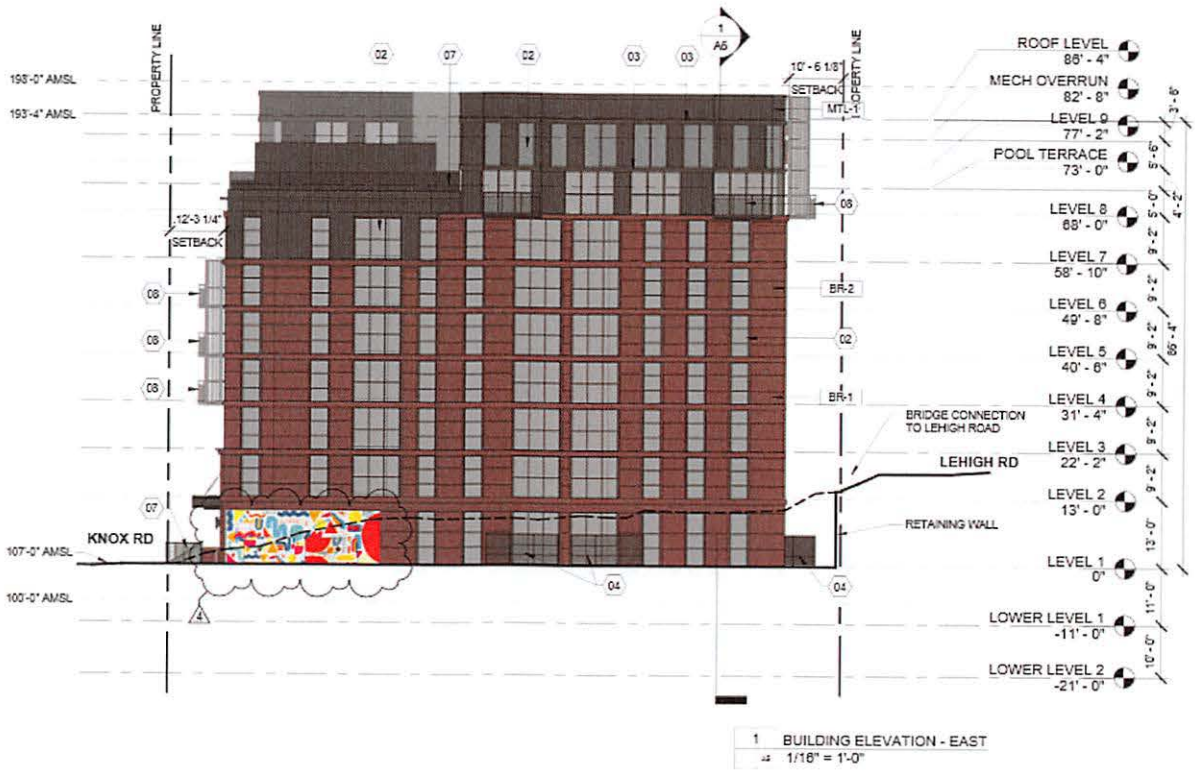 PROPERTY LINE
PROPERTY LINE
1
A5
02
07
02
03
03
10' - 6 1/8"
SETBACK
MTL-1
198'-0" AMSL
193'-4" AMSL
12'-3 1/4"
SETBACK
08
08
08
08
BR-2
02
BR-1
BRIDGE CONNECTION
TO LEHIGH ROAD
LEHIGH RD
RETAINING WALL
07
KNOX RD
107'-0" AMSL
100'-0" AMSL
4
04
04
ROOF LEVEL
86' - 4"
MECH OVERRUN
82' - 8"
LEVEL 9
77' - 2"
POOL TERRACE
73' - 0"
LEVEL 8
68' - 0"
LEVEL 7
58' - 10"
LEVEL 6
49' - 8"
LEVEL 5
40' - 6"
LEVEL 4
31' - 4"
LEVEL 3
22' - 2"
LEVEL 2
13' - 0"
LEVEL 1
0"
LOWER LEVEL 1
-11' - 0"
LOWER LEVEL 2
-21' - 0"
3' - 6"
5' - 6"
4' - 2"
5' - 0"
9' - 2"
9' - 2"
9' - 2"
9' - 2"
9' - 2"
9' - 2"
86' - 4"
13' - 0"
11' - 0"
10' - 0"
1 BUILDING ELEVATION - EAST
1/16" = 1'-0"